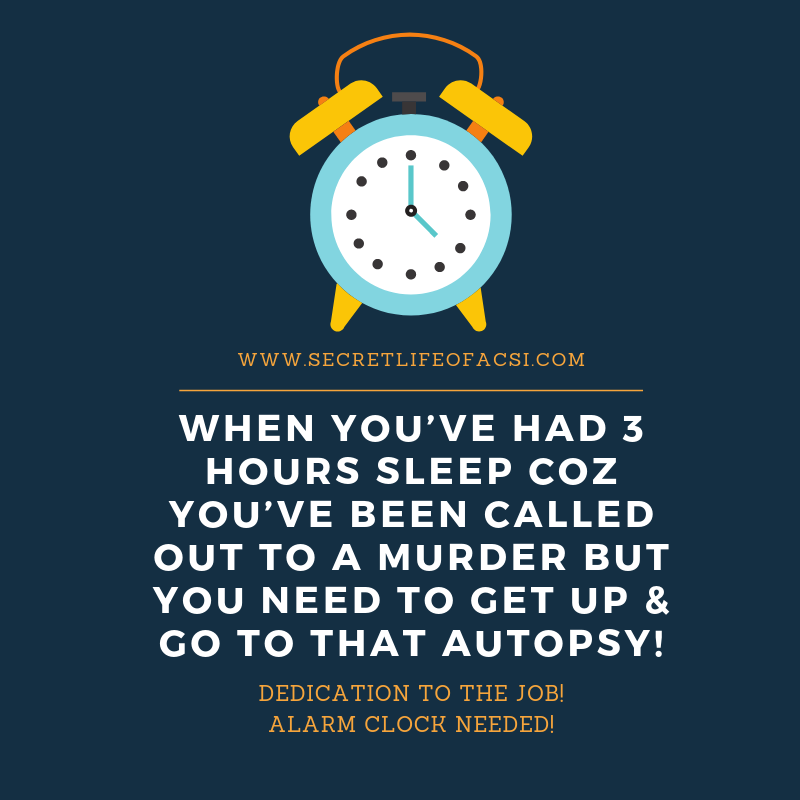 WWW.SECRETLIFEOFACSI.COM
WHEN YOU’VE HAD 3
HOURS SLEEP COZ
YOU’VE BEEN CALLED
OUT TO A MURDER BUT
YOU NEED TO GET UP &
GO TO THAT AUTOPSY!
DEDICATION TO THE JOB!
ALARM CLOCK NEEDED!